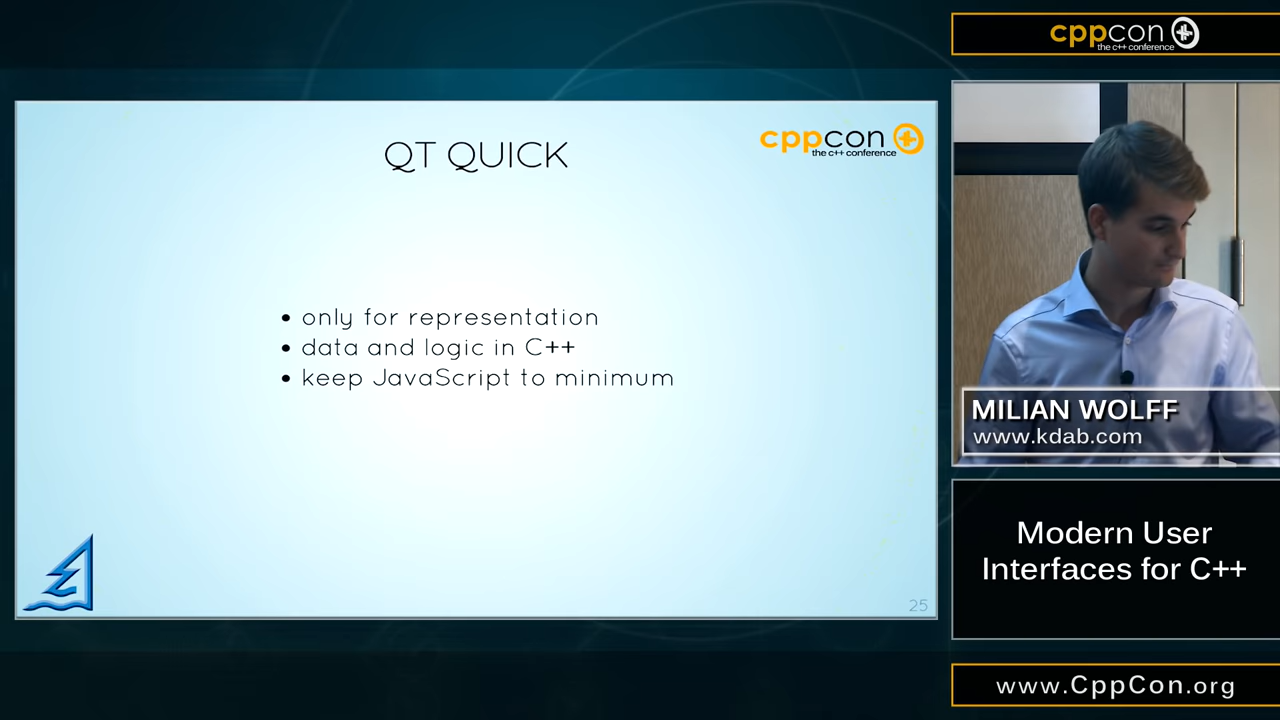 QT QUICK
cppcon
the c++ conference
• only for representation
• data and logic in C++
• keep JavaScript to minimum
25
cppcon
the c++ conference
MILIAN WOLFF
www.kdab.com
Modern User
Interfaces for C++
www.CppCon.org